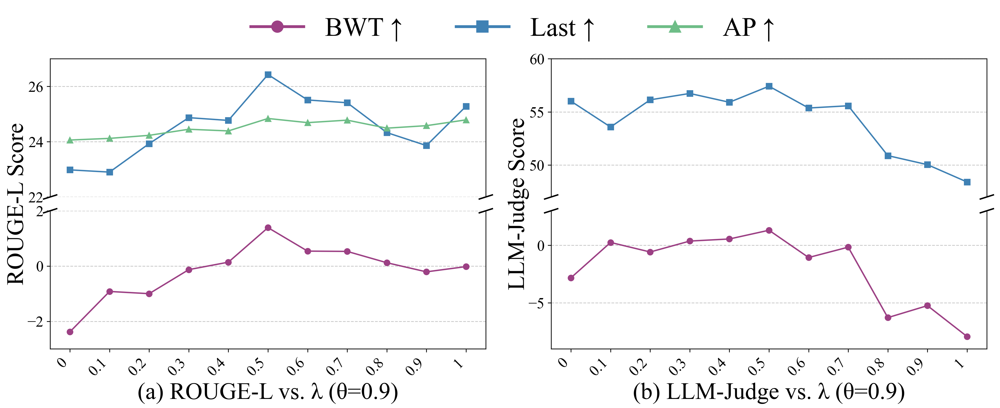 BWT ↑ Last ↑ AP ↑
ROUGE-L Score
26
24
22
2
0
−2
0 0.1 0.2 0.3 0.4 0.5 0.6 0.7 0.8 0.9 1
(a) ROUGE-L vs. λ (θ=0.9)
LLM-Judge Score
60
55
50
0
−5
0 0.1 0.2 0.3 0.4 0.5 0.6 0.7 0.8 0.9 1
(b) LLM-Judge vs. λ (θ=0.9)